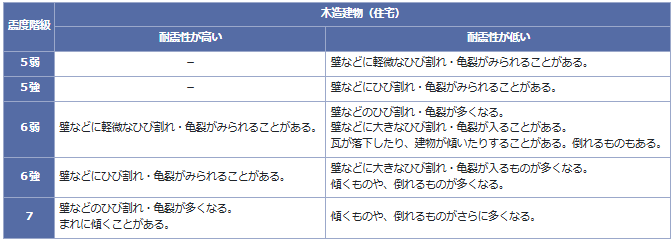 震度階級
木造建物（住宅）
耐震性が高い
耐震性が低い
５弱
－
壁などに軽微なひび割れ・亀裂がみられることがある。
５強
－
壁などにひび割れ・亀裂がみられることがある。
６弱
壁などに軽微なひび割れ・亀裂がみられることがある。
壁などのひび割れ・亀裂が多くなる。
壁などに大きなひび割れ・亀裂が入ることがある。
瓦が落下したり、建物が傾いたりすることがある。倒れるものもある。
６強
壁などにひび割れ・亀裂がみられることがある。
壁などに大きなひび割れ・亀裂が入るものが多くなる。
傾くものや、倒れるものが多くなる。
７
壁などのひび割れ・亀裂が多くなる。
まれに傾くことがある。
傾くものや、倒れるものがさらに多くなる。